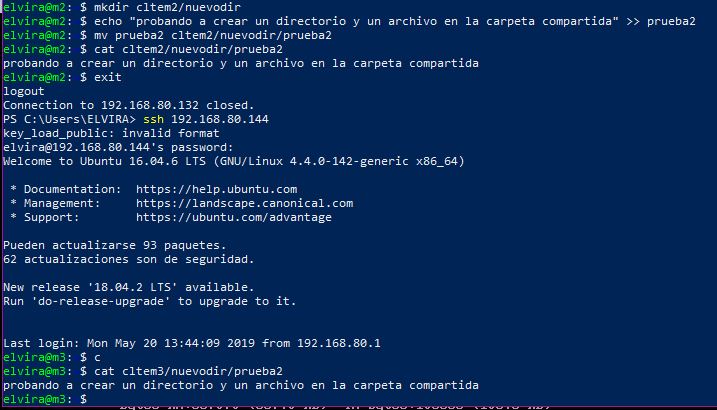 elvira@m2: $ mkdir cltem2/nuevodir
elvira@m2: $ echo "probando a crear un directorio y un archivo en la carpeta compartida" >> prueba2
elvira@m2: $ mv prueba2 cltem2/nuevodir/prueba2
elvira@m2: $ cat cltem2/nuevodir/prueba2
probando a crear un directorio y un archivo en la carpeta compartida
elvira@m2: $ exit
logout
Connection to 192.168.80.132 closed.
PS C:\Users\ELVIRA> ssh 192.168.80.144
key_load_public: invalid format
elvira@192.168.80.144's password:
Welcome to Ubuntu 16.04.6 LTS (GNU/Linux 4.4.0-142-generic x86_64)
* Documentation:  https://help.ubuntu.com
* Management:     https://landscape.canonical.com
* Support:        https://ubuntu.com/advantage
Pueden actualizarse 93 paquetes.
62 actualizaciones son de seguridad.
New release '18.04.2 LTS' available.
Run 'do-release-upgrade' to upgrade to it.
Last login: Mon May 20 13:44:09 2019 from 192.168.80.1
elvira@m3: $ c
elvira@m3: $ cat cltem3/nuevodir/prueba2
probando a crear un directorio y un archivo en la carpeta compartida
elvira@m3: $